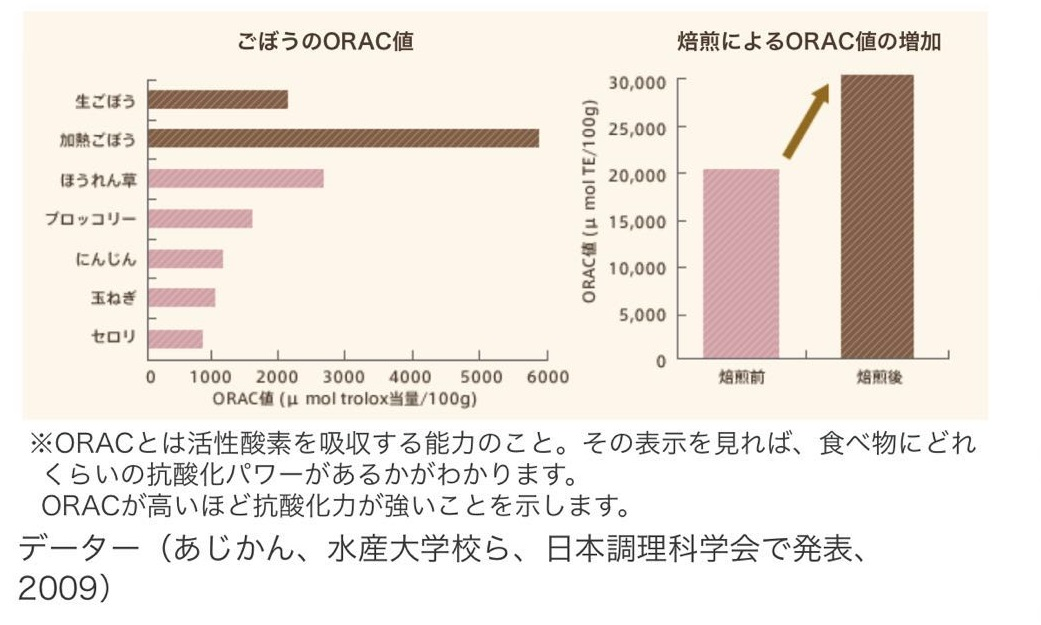 ごぼうのORAC値
生ごぼう
加熱ごぼう
ほうれん草
ブロッコリー
にんじん
玉ねぎ
セロリ
0 1000 2000 3000 4000 5000 6000
ORAC値 (μ mol trolox当量/100g)
焙煎によるORAC値の増加
ORAC値 (μ mol TE/100g)
30,000
25,000
20,000
15,000
10,000
5,000
0
焙煎前 焙煎後
※ORACとは活性酸素を吸収する能力のこと。その表示を見れば、食べ物にどれ
くらいの抗酸化パワーがあるかがわかります。
ORACが高いほど抗酸化力が強いことを示します。
データー（あじかん、水産大学校ら、日本調理科学会で発表、
2009）